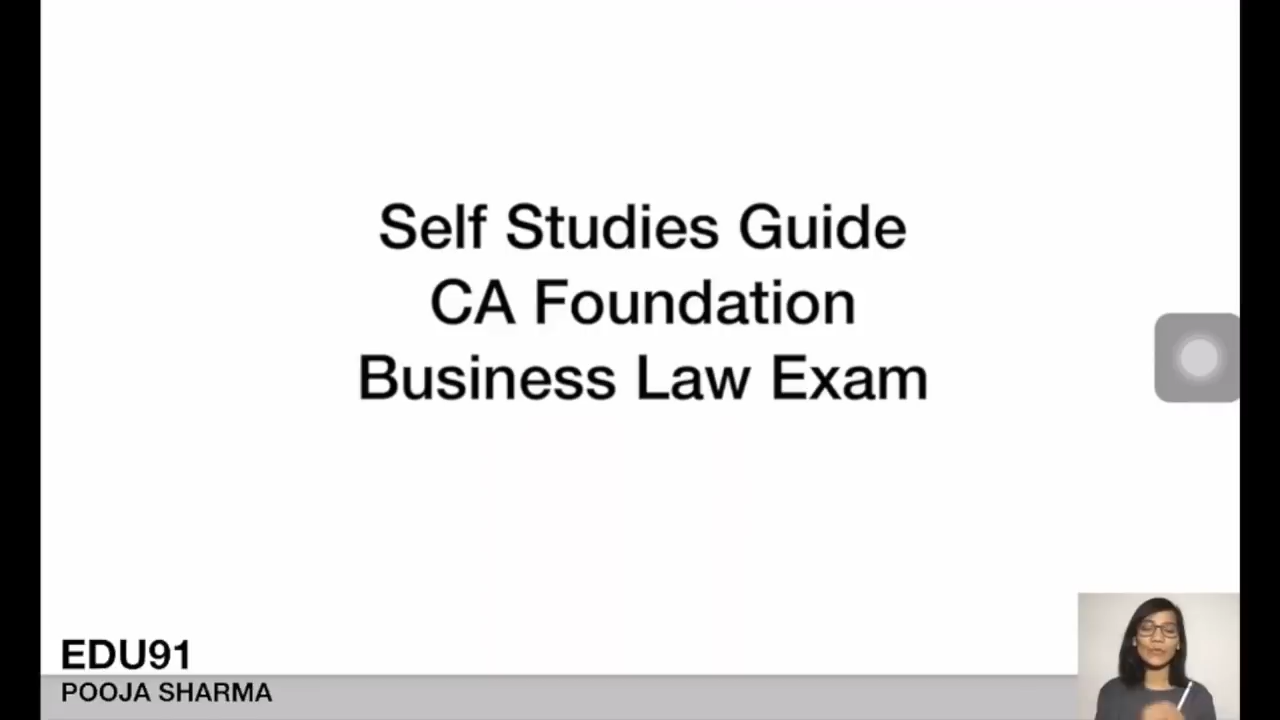 Self Studies Guide
CA Foundation
Business Law Exam
EDU91
POOJA SHARMA